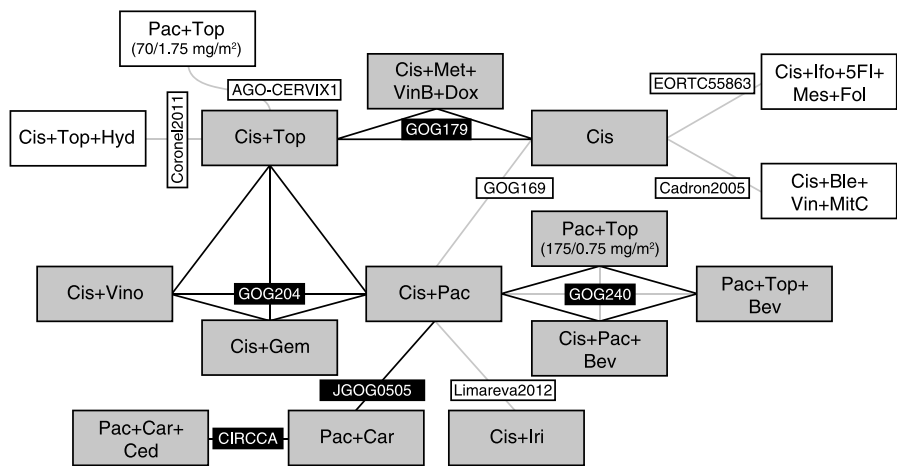 Pac+Top
(70/1.75 mg/m²)
Cis+Met+
VinB+Dox
EORTC55863
Cis+Ifo+5Fl+
Mes+Fol
AGO-CERVIX1
Cis+Top+Hyd
Coronel2011
Cis+Top
GOG179
Cis
GOG169
Cadron2005
Cis+Ble+
Vin+MitC
Pac+Top
(175/0.75 mg/m²)
Cis+Vino
GOG204
Cis+Pac
GOG240
Pac+Top+
Bev
Cis+Gem
Cis+Pac+
Bev
JGOG0505
Limareva2012
Pac+Car+
Ced
CIRCCA
Pac+Car
Cis+Iri